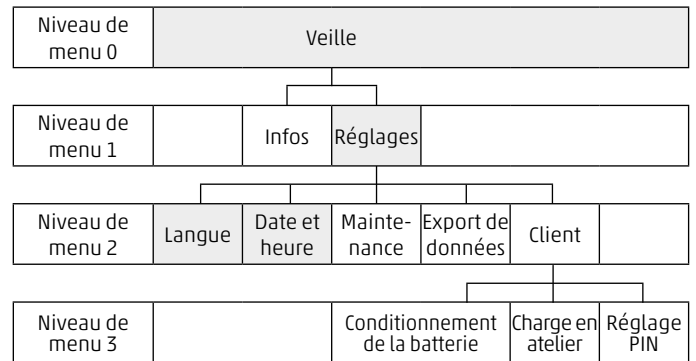 Niveau de
menu 0
Veille
Niveau de
menu 1
Infos
Réglages
Niveau de
menu 2
Langue
Date et
heure
Mainte-
nance
Export de
données
Client
Niveau de
menu 3
Conditionnement
de la batterie
Charge en
atelier
Réglage
PIN